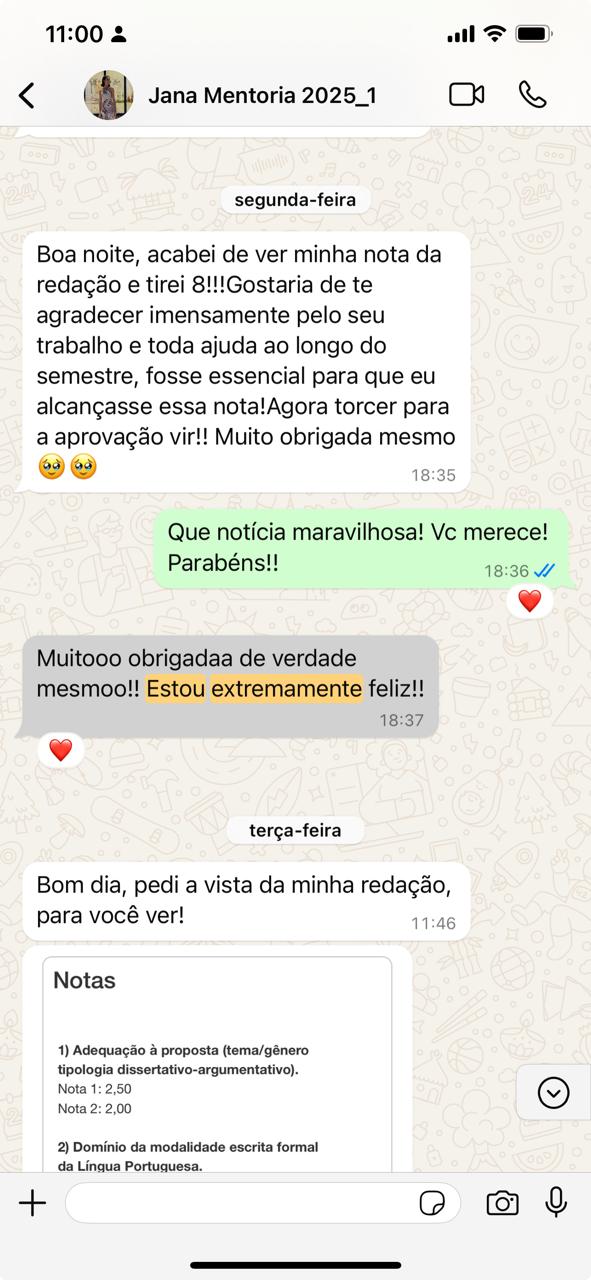 11:00
Jana Mentoria 2025_1
segunda-feira
Boa noite, acabei de ver minha nota da
redação e tirei 8!!!Gostaria de te
agradecer imensamente pelo seu
trabalho e toda ajuda ao longo do
semestre, fosse essencial para que eu
alcançasse essa nota!Agora torcer para
a aprovação vir!! Muito obrigada mesmo
🥹🥹 18:35
Que notícia maravilhosa! Vc merece!
Parabéns!! 18:36
❤️
Muitooo obrigadaa de verdade
mesmoo!! Estou extremamente feliz!!
18:37
❤️
terça-feira
Bom dia, pedi a vista da minha redação,
para você ver! 11:46
Notas
1) Adequação à proposta (tema/gênero
tipologia dissertativo-argumentativo).
Nota 1: 2,50
Nota 2: 2,00
2) Domínio da modalidade escrita formal
da Língua Portuguesa.